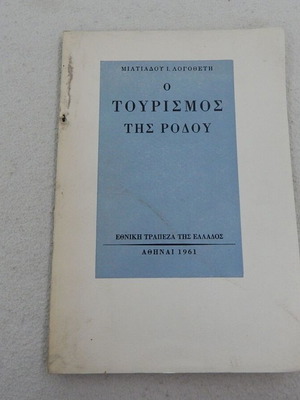 ΜΙΛΤΙΑΔΟΥ Ι. ΛΟΓΟΘΕΤΗ
Ο
ΤΟΥΡΙΣΜΟΣ
ΤΗΣ ΡΟΔΟΥ
ΕΘΝΙΚΗ ΤΡΑΠΕΖΑ ΤΗΣ ΕΛΛΑΔΟΣ
ΑΘΗΝΑΙ 1961